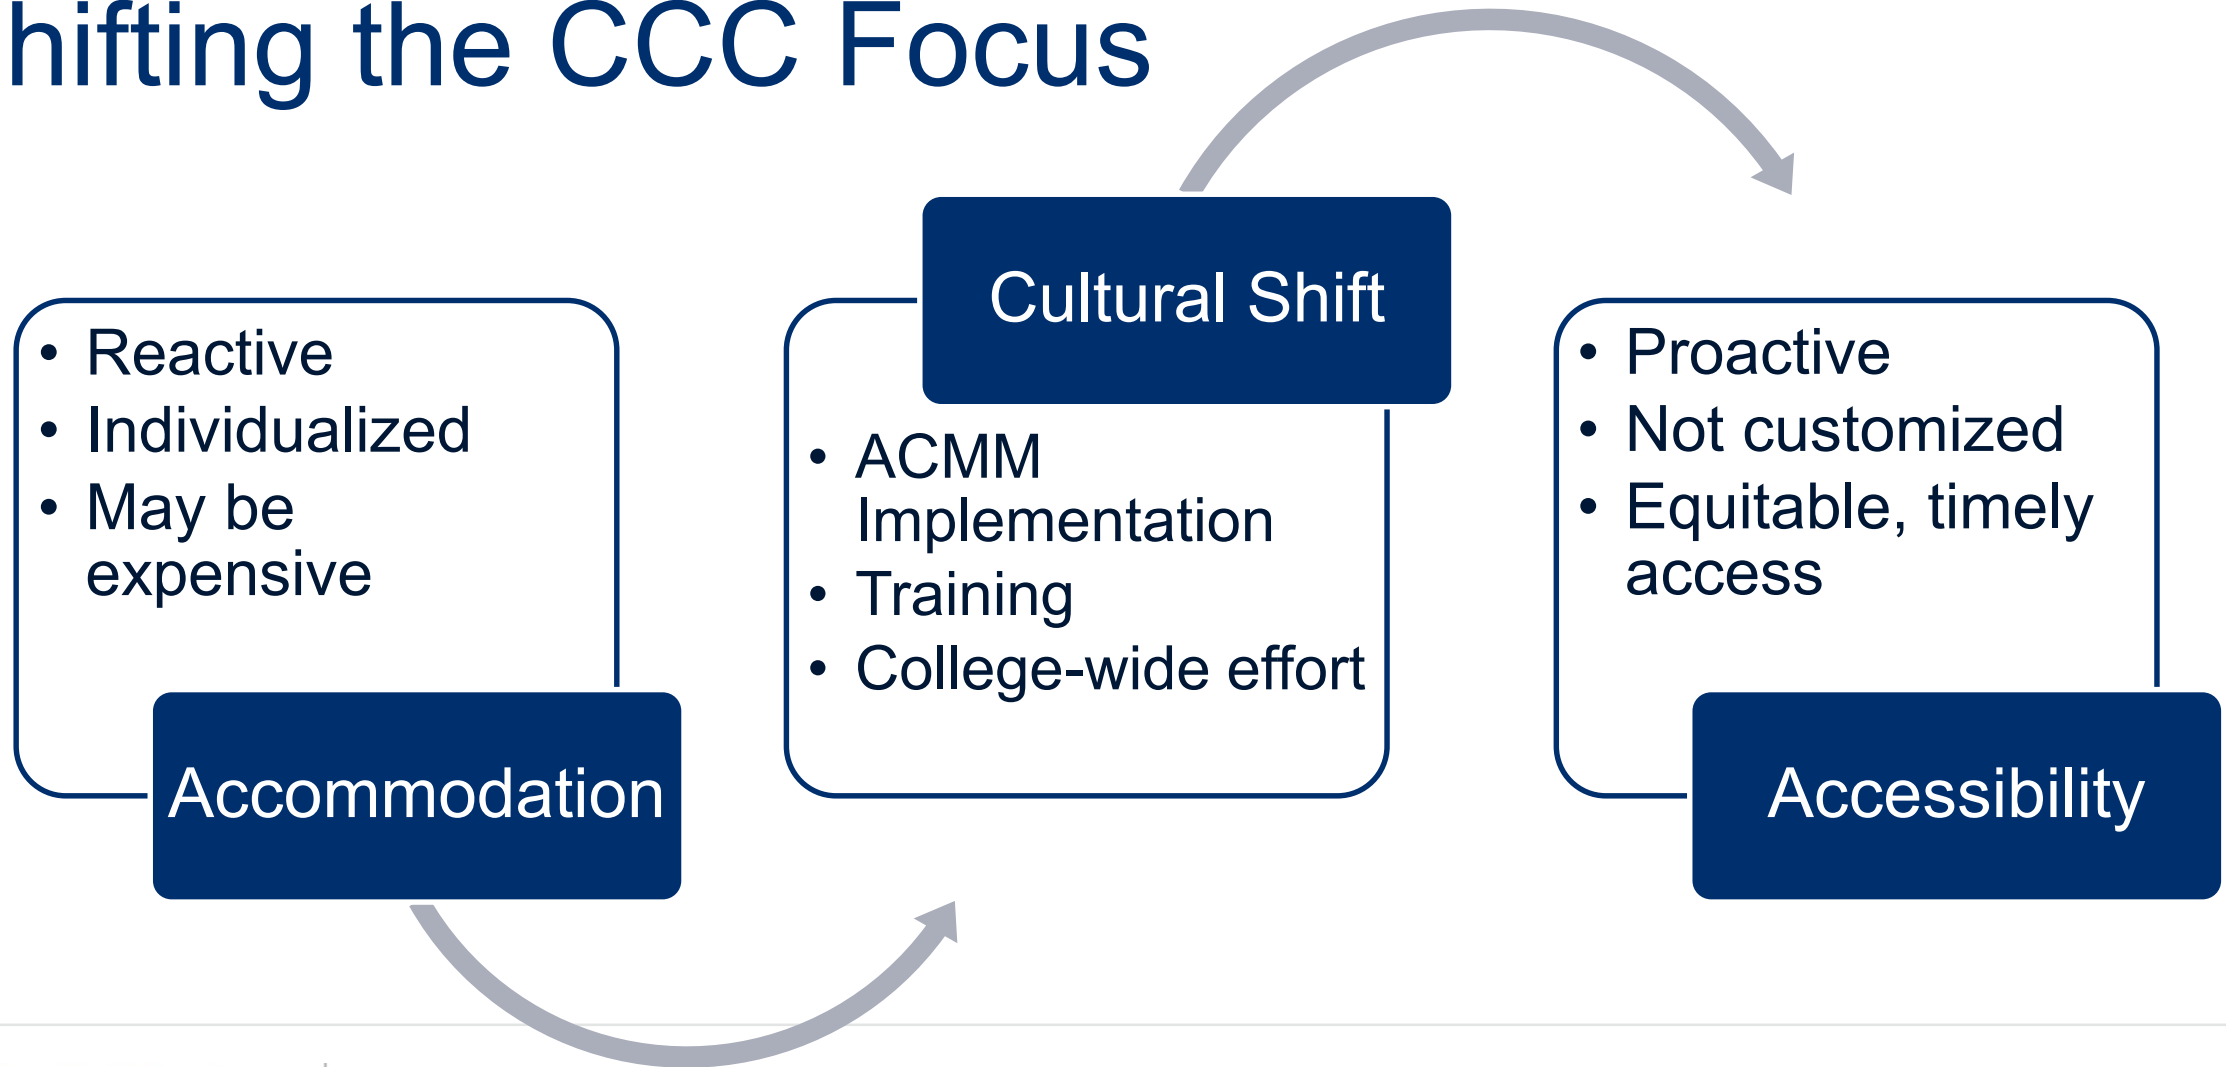 hifting the CCC Focus
• Reactive
• Individualized
• May be
expensive
Accommodation
Cultural Shift
• ACMM
Implementation
• Training
• College-wide effort
• Proactive
• Not customized
• Equitable, timely
access
Accessibility